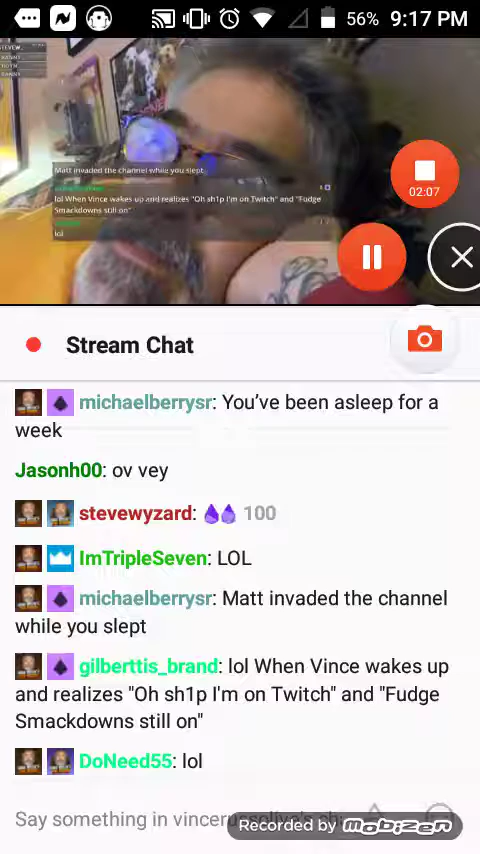 56% 9:17 PM
STEVEW
Matt invaded the channel while you slept
lol When Vince wakes up and realizes "Oh sh1p I'm on Twitch" and "Fudge
Smackdowns still on"
lol
02:07
Stream Chat
michaelberrysr: You’ve been asleep for a
week
Jasonh00: ov vey
stevewyzard: 100
ImTripleSeven: LOL
michaelberrysr: Matt invaded the channel
while you slept
gilberttis_brand: lol When Vince wakes up
and realizes "Oh sh1p I'm on Twitch" and "Fudge
Smackdowns still on"
DoNeed55: lol
Say something in
Recorded by mobizen